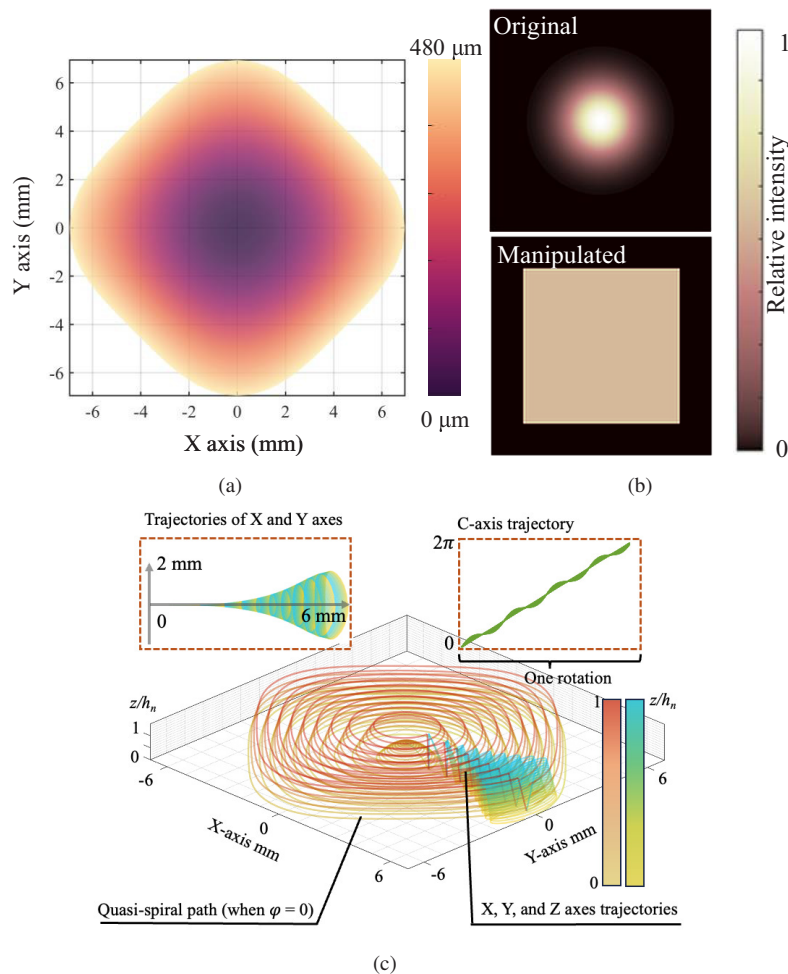 480 μm
6
4
2
0
-2
-4
-6
Y axis (mm)
-6
-4
-2
0
2
4
6
X axis (mm)
0 μm
(a)
Original
Manipulated
1
Relative intensity
0
(b)
Trajectories of X and Y axes
2 mm
0
6 mm
C-axis trajectory
2π
0
One rotation
z/hₙ
1
0
-6
X-axis mm
0
6
-6
Y-axis mm
0
6
1
z/hₙ
0
Quasi-spiral path (when φ = 0)
X, Y, and Z axes trajectories
(c)